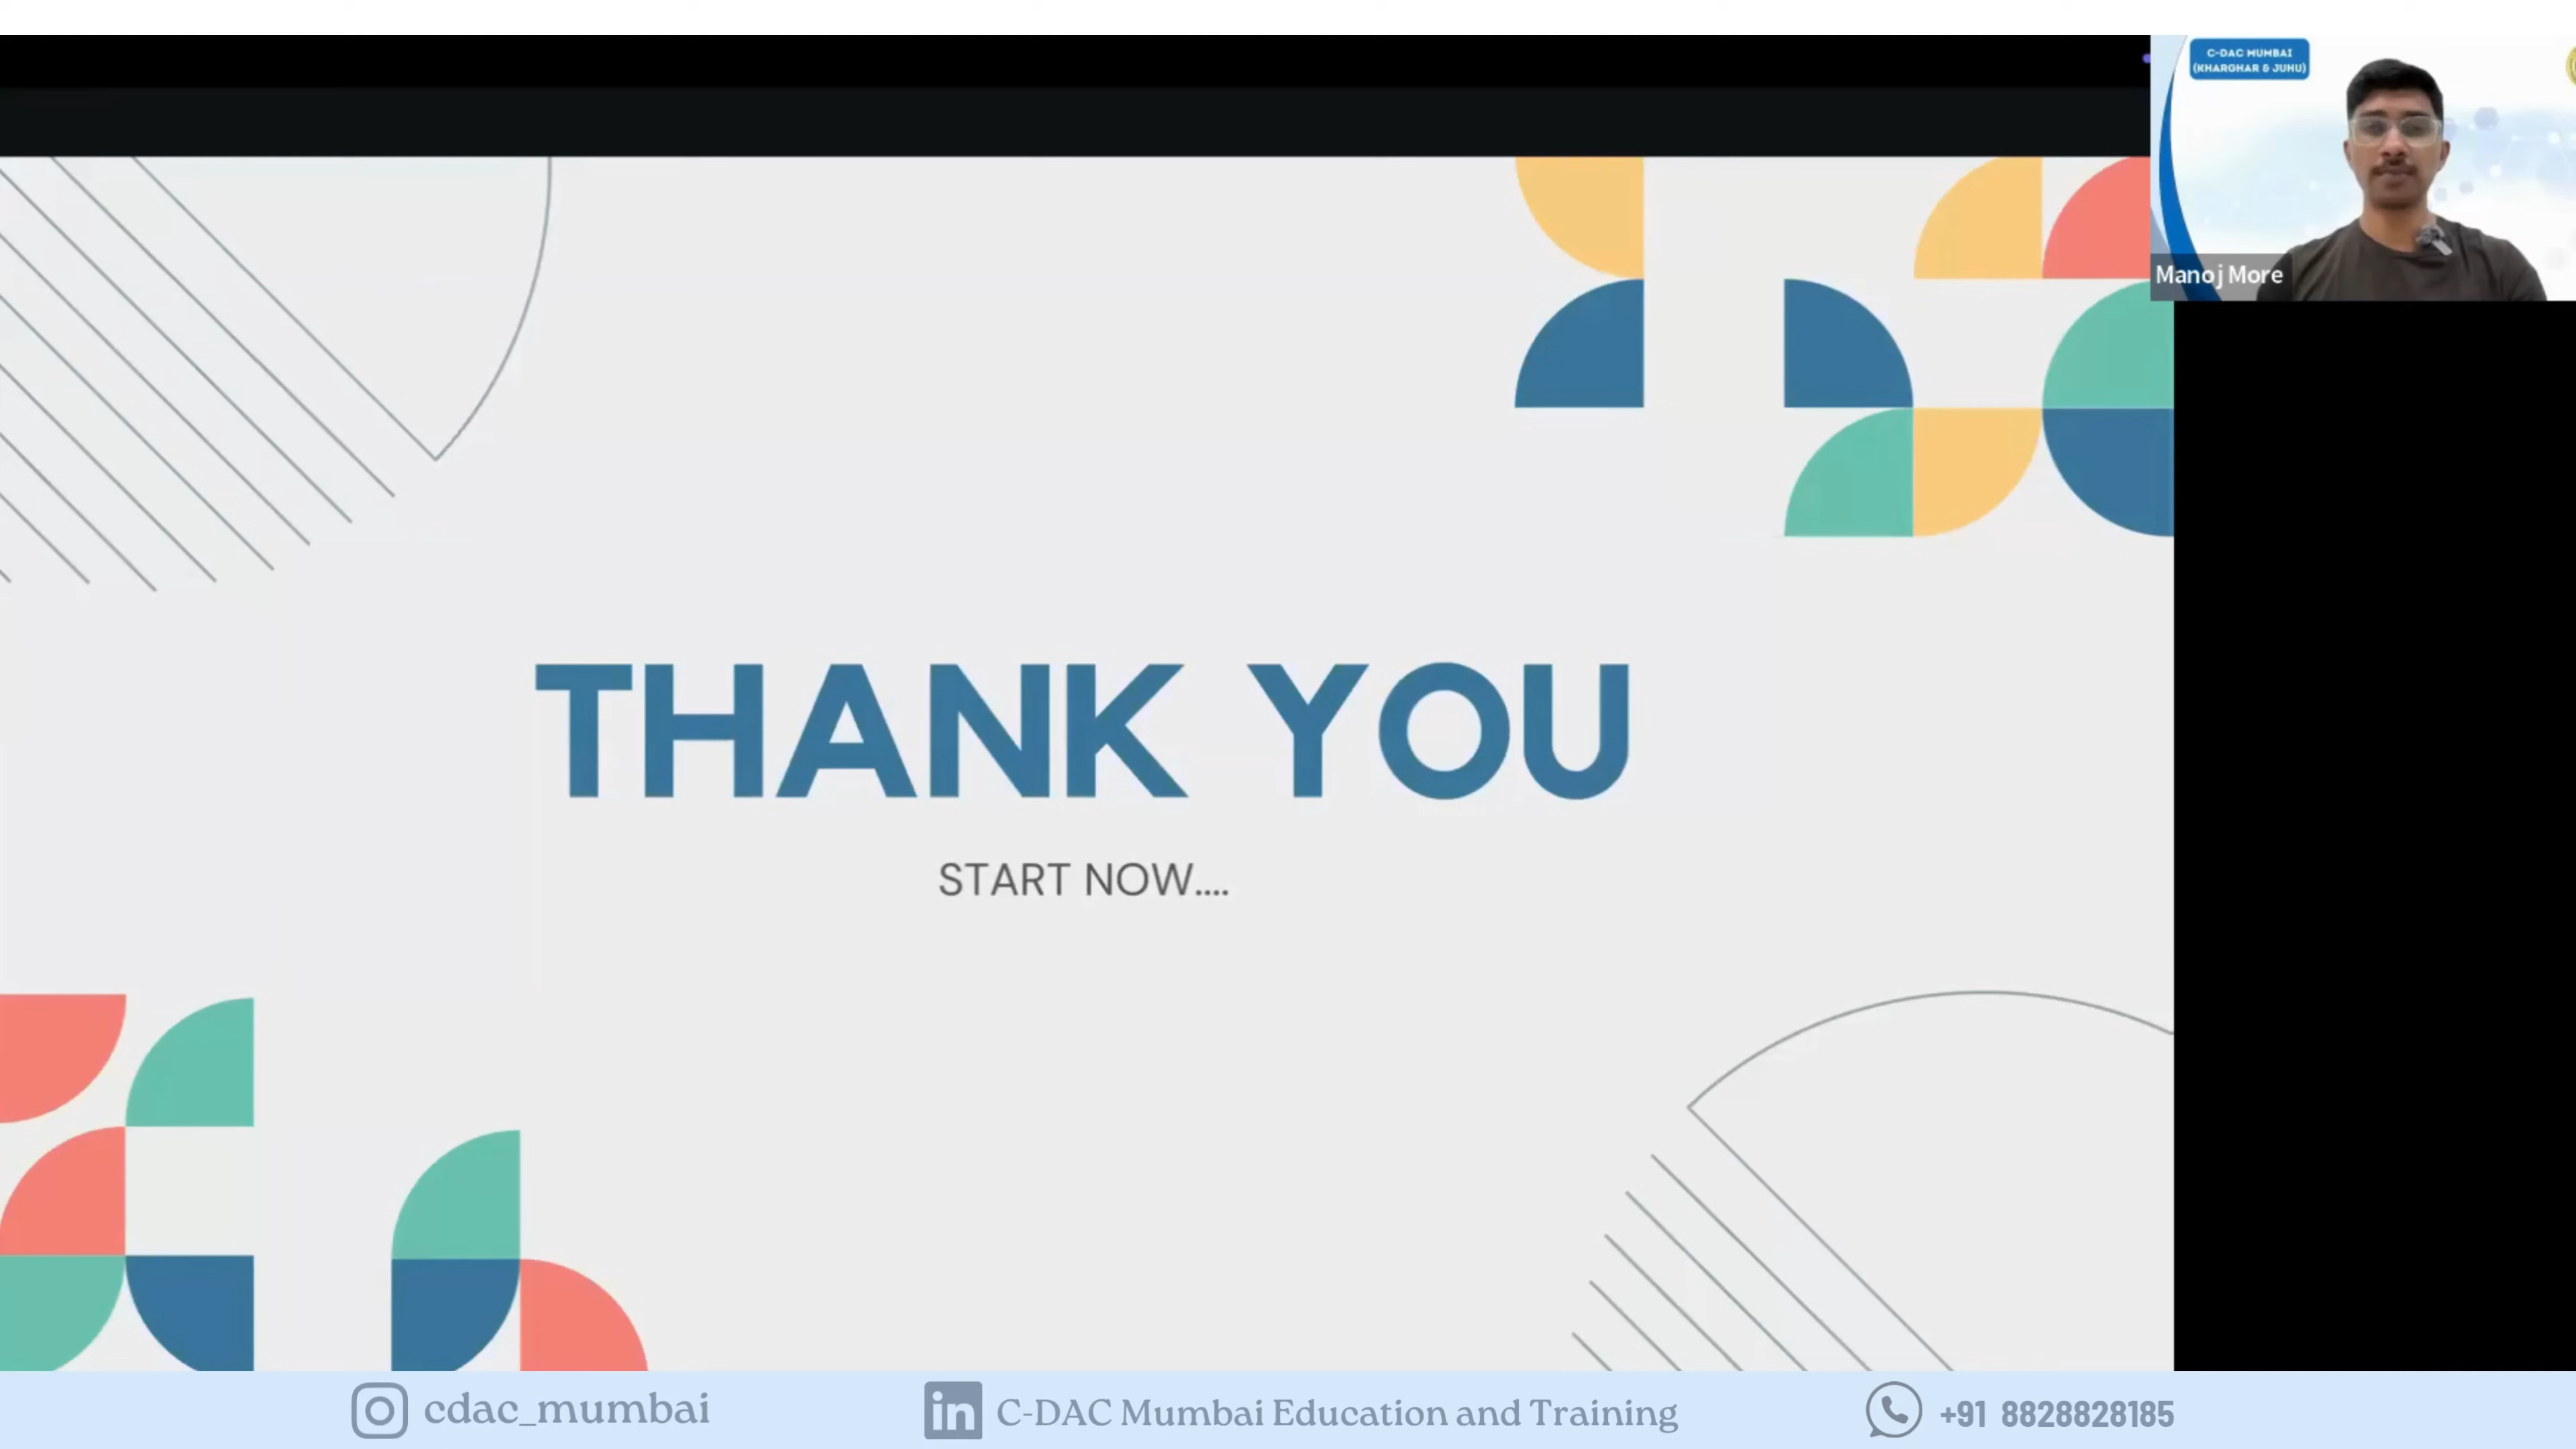 C-DAC MUMBAI
(KHARGHAR & JUHU)
Manoj More
THANK YOU
START NOW....
cdac_mumbai
C-DAC Mumbai Education and Training
+91 8828828185